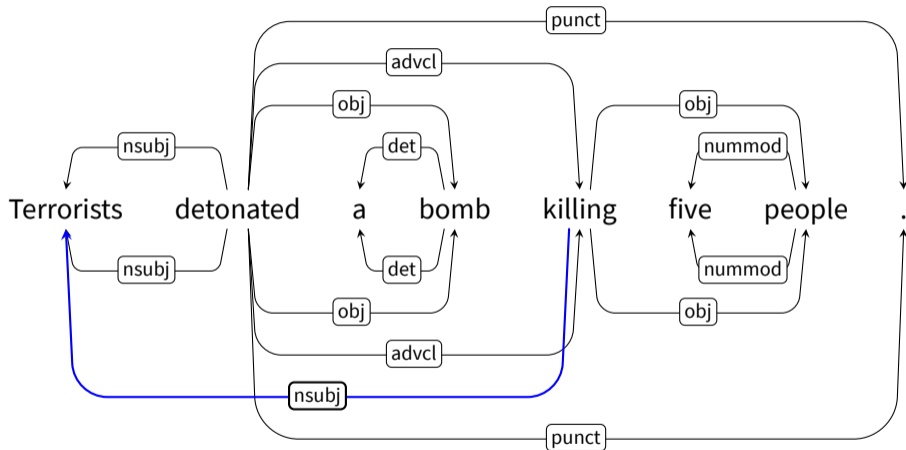 punct
advcl
obj obj
nsubj det nummod
Terrorists detonated a bomb killing five people .
nsubj det nummod
obj obj
advcl
nsubj
punct